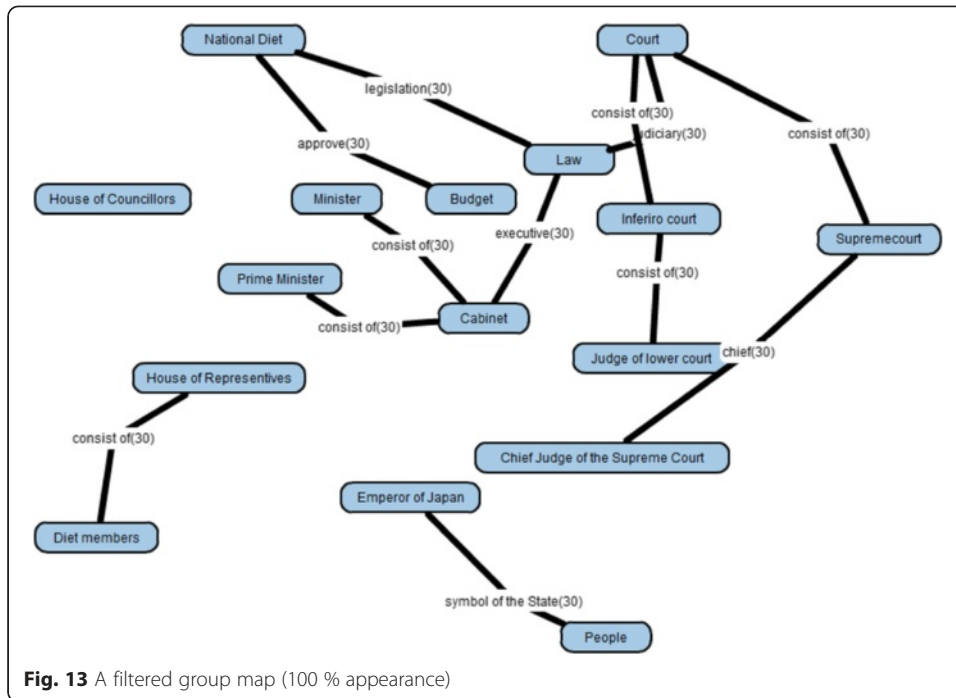 National Diet
Court
legislation(30)
consist of(30)
udiciary(30)
consist of(30)
approve(30)
Law
House of Councillors
Minister
Budget
Inferiro court
Supremecourt
executive(30)
consist of(30)
consist of(30)
Prime Minister
Cabinet
consist of(30)
Judge of lower court
chief(30)
House of Representives
consist of(30)
Chief Judge of the Supreme Court
Emperor of Japan
Diet members
symbol of the State(30)
People
Fig. 13 A filtered group map (100 % appearance)